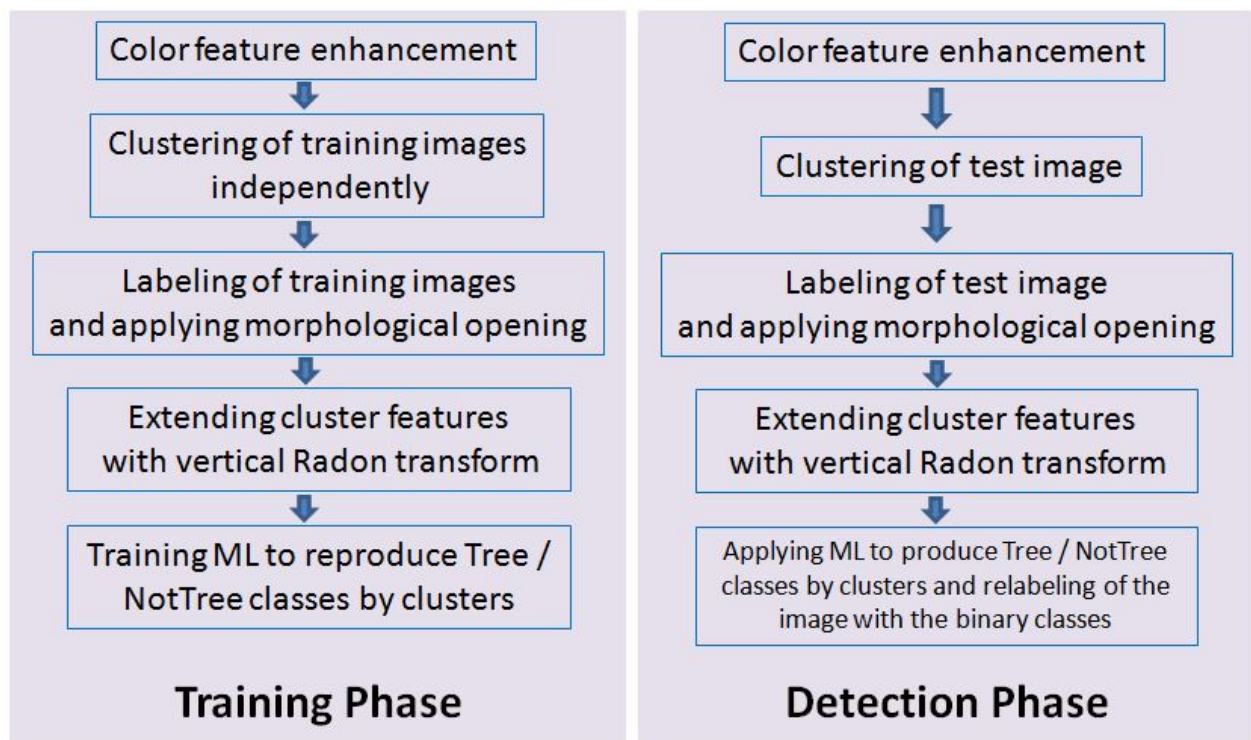 Color feature enhancement
Clustering of training images
independently
Labeling of training images
and applying morphological opening
Extending cluster features
with vertical Radon transform
Training ML to reproduce Tree /
NotTree classes by clusters
Training Phase
Color feature enhancement
Clustering of test image
Labeling of test image
and applying morphological opening
Extending cluster features
with vertical Radon transform
Applying ML to produce Tree / NotTree
classes by clusters and relabeling of the
image with the binary classes
Detection Phase